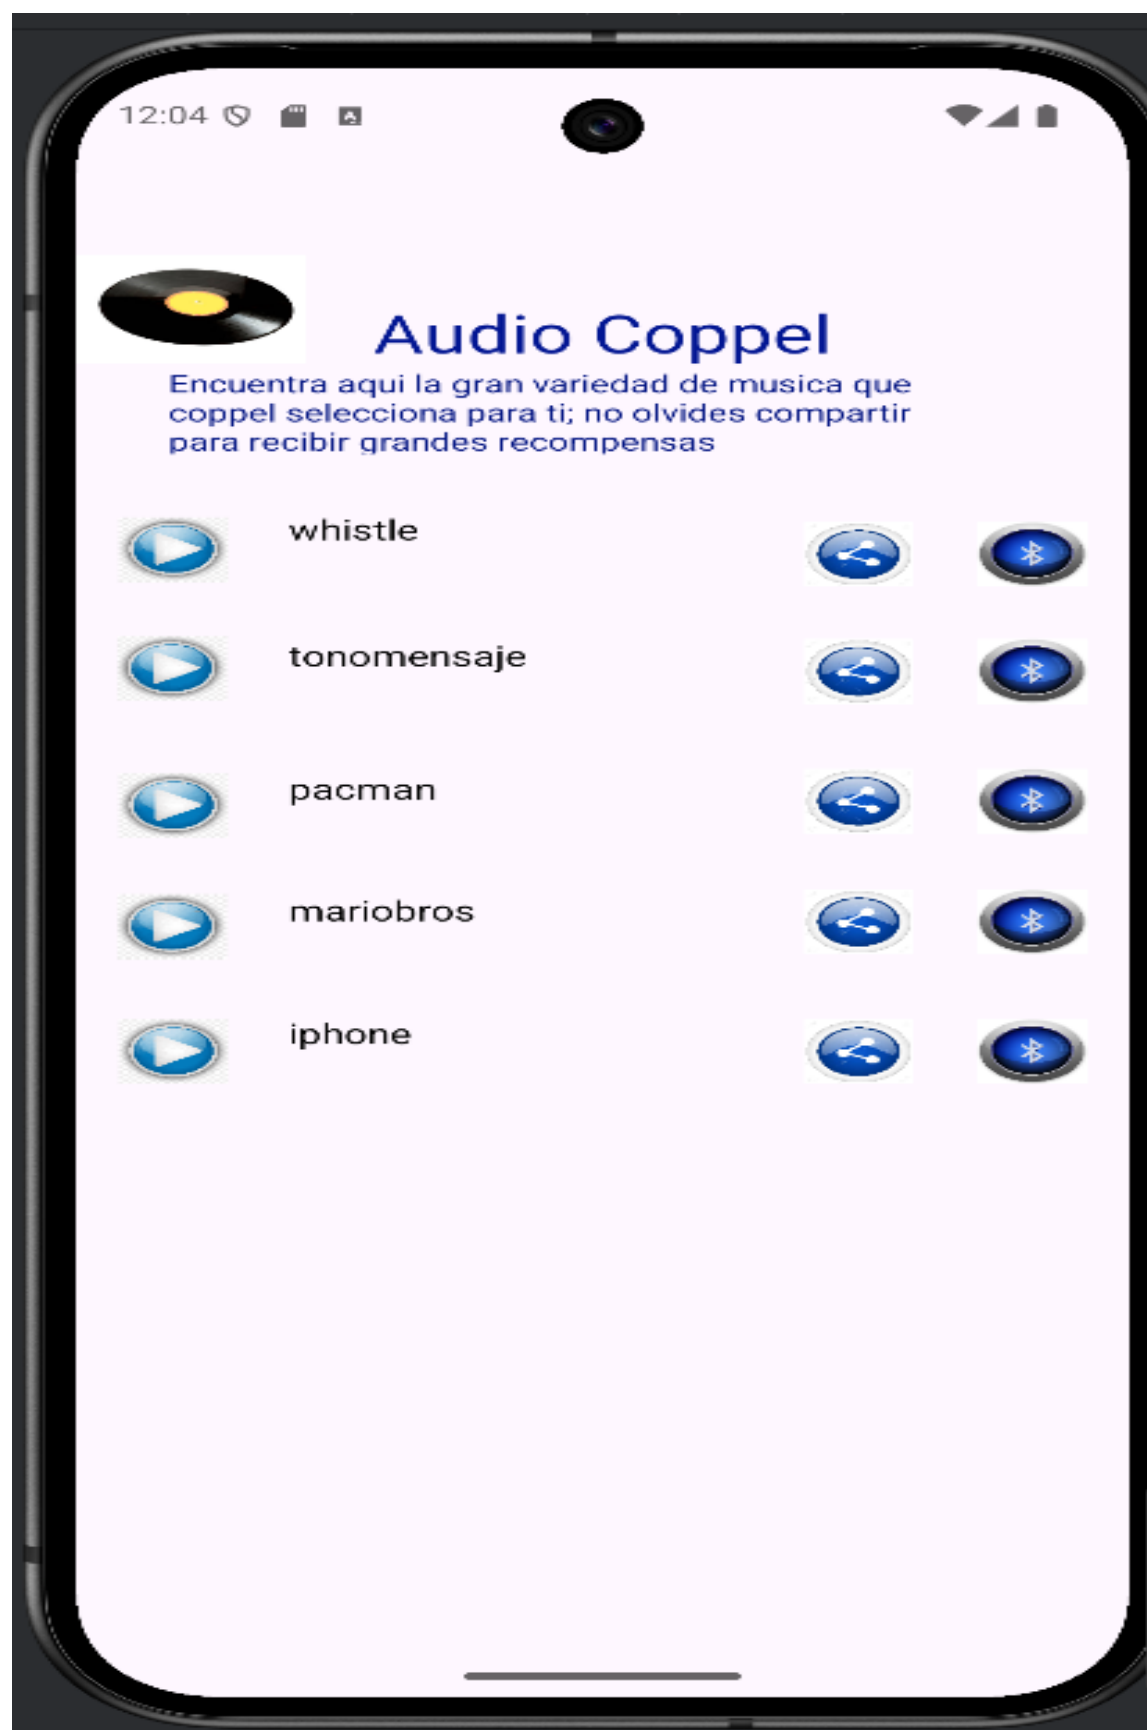 12:04
Audio Coppel
Encuentra aqui la gran variedad de musica que
coppel selecciona para ti; no olvides compartir
para recibir grandes recompensas
whistle
tonomensaje
pacman
mariobros
iphone